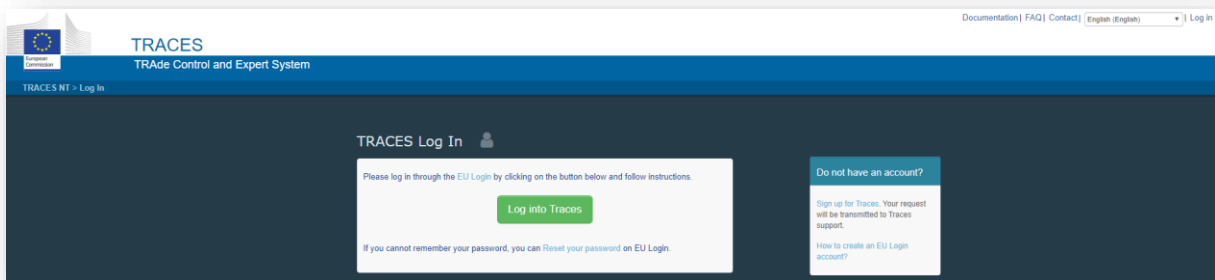 Documentation | FAQ | Contact | English (English) | Log in
TRACES
European
Commission
TRAde Control and Expert System
TRACES NT > Log In
TRACES Log In
Please log in through the EU Login by clicking on the button below and follow instructions.
Log into Traces
If you cannot remember your password, you can Reset your password on EU Login.
Do not have an account?
Sign up for Traces. Your request
will be transmitted to Traces
support.
How to create an EU Login
account?